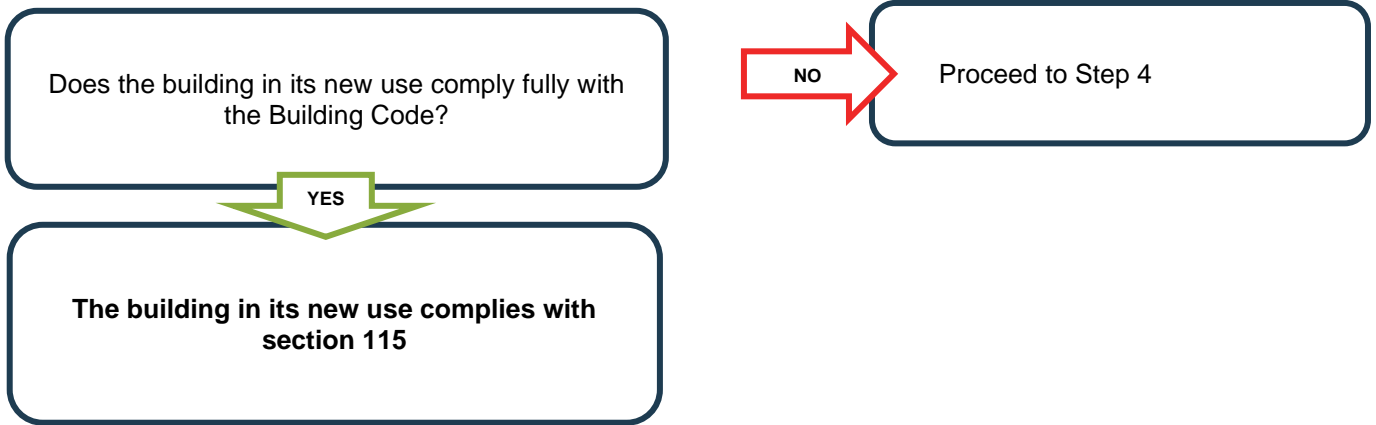 Does the building in its new use comply fully with
the Building Code?
NO
Proceed to Step 4
YES
The building in its new use complies with
section 115